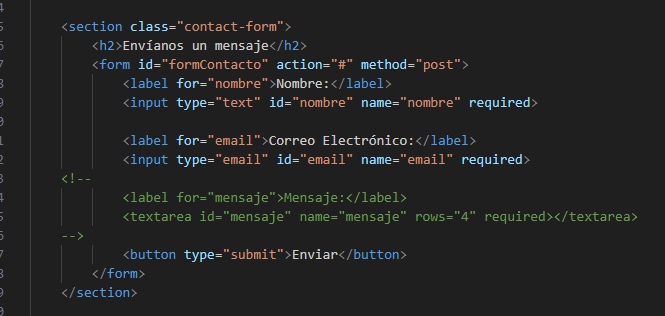 4
5 <section class="contact-form">
6 <h2>Envíanos un mensaje</h2>
7 <form id="formContacto" action="#" method="post">
8 <label for="nombre">Nombre:</label>
9 <input type="text" id="nombre" name="nombre" required>
0
1 <label for="email">Correo Electrónico:</label>
2 <input type="email" id="email" name="email" required>
3 <!--
4 <label for="mensaje">Mensaje:</label>
5 <textarea id="mensaje" name="mensaje" rows="4" required></textarea>
6 -->
7 <button type="submit">Enviar</button>
8 </form>
9 </section>
0